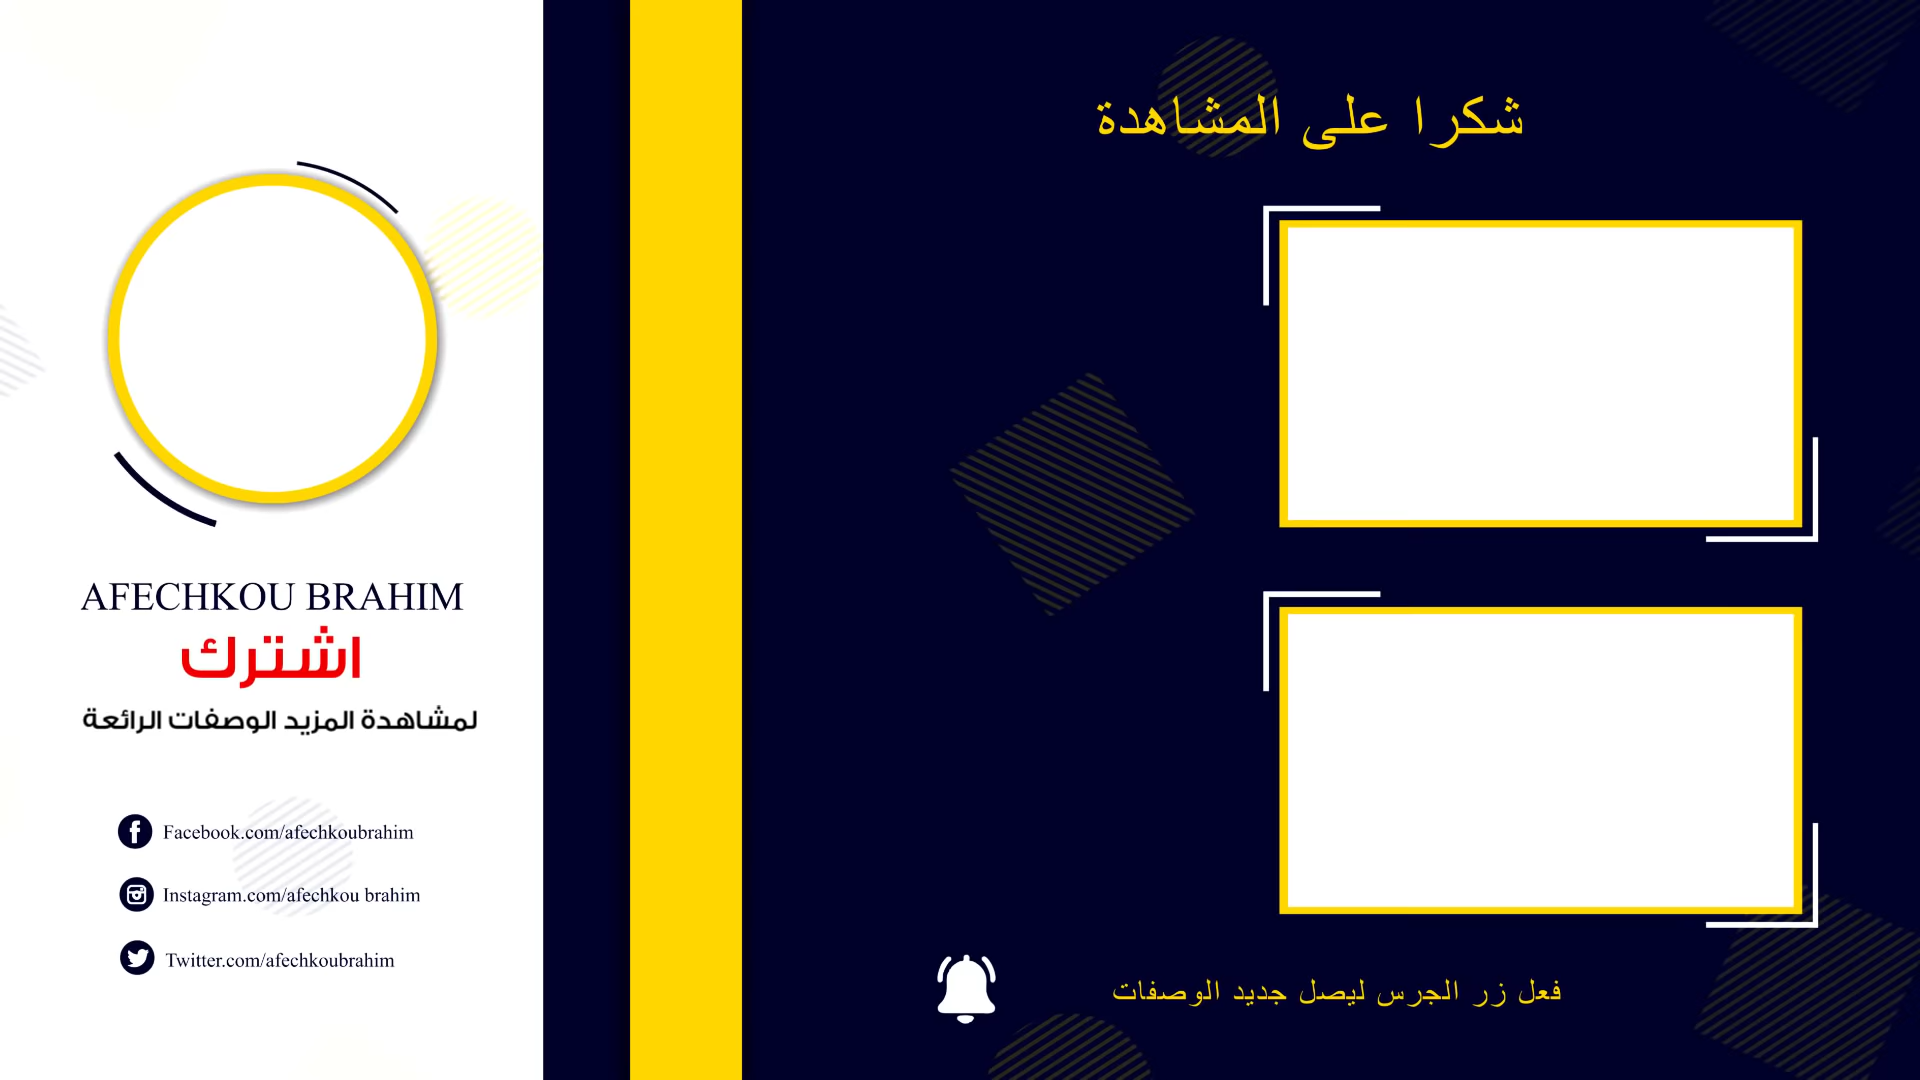 شكرا على المشاهدة
AFECHKOU BRAHIM
اشترك
لمشاهدة المزيد الوصفات الرائعة
Facebook.com/afechkoubrahim
Instagram.com/afechkou brahim
Twitter.com/afechkoubrahim
فعل زر الجرس ليصل جديد الوصفات